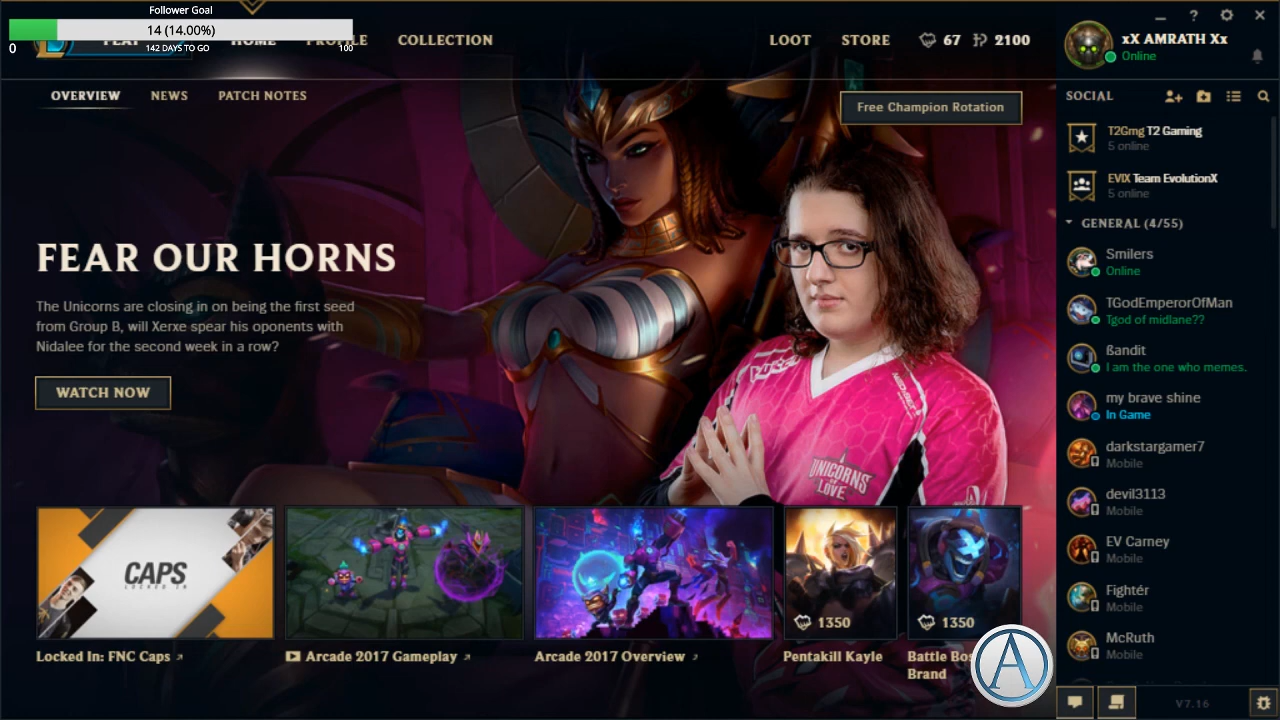 Follower Goal
14 (14.00%)
0
142 DAYS TO GO
100
PLAY
HOME
PROFILE
COLLECTION
LOOT
STORE
67
2100
xX AMRATH Xx
Online
OVERVIEW
NEWS
PATCH NOTES
Free Champion Rotation
SOCIAL
T2Gmg T2 Gaming
5 online
EVIX Team EvolutionX
5 online
GENERAL (4/55)
Smilers
Online
TGodEmperorOfMan
Tgod of midlane??
ßandit
I am the one who memes.
my brave shine
In Game
darkstargamer7
Mobile
devil3113
Mobile
EV Carney
Mobile
Fightér
Mobile
McRuth
Mobile
FEAR OUR HORNS
The Unicorns are closing in on being the first seed
from Group B, will Xerxe spear his oponents with
Nidalee for the second week in a row?
WATCH NOW
UNICORNS
OF
LOVE
CAPS
LOCKED IN
1350
1350
Locked In: FNC Caps
Arcade 2017 Gameplay
Arcade 2017 Overview
Pentakill Kayle
Battle Bos
Brand
A
V7.16